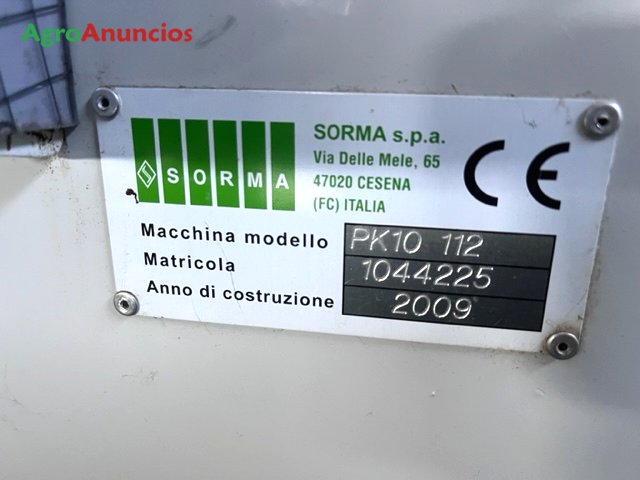 AgroAnuncios
SORMA
SORMA s.p.a.
Via Delle Mele, 65
47020 CESENA
(FC) ITALIA
CE
Macchina modello PK10 112
Matricola 1044225
Anno di costruzione 2009